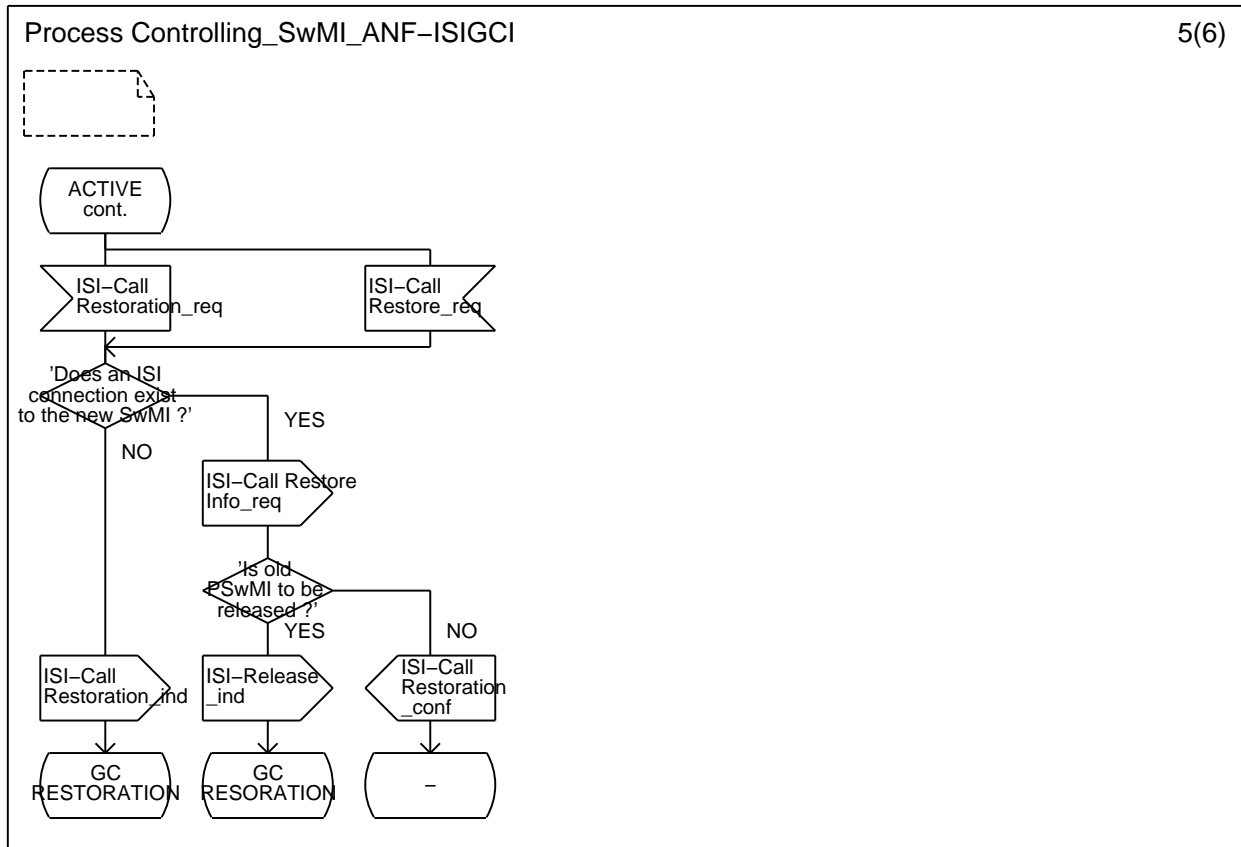 Process Controlling_SwMI_ANF−ISIGCI
5(6)
ACTIVE
cont.
ISI−Call
Restoration_req
ISI−Call
Restore_req
'Does an ISI
connection exist
to the new SwMI ?'
YES
NO
ISI−Call Restore
Info_req
'Is old
PSwMI to be
released ?'
YES
NO
ISI−Call
Restoration_ind
ISI−Release
_ind
ISI−Call
Restoration
_conf
GC
RESTORATION
GC
RESORATION
−